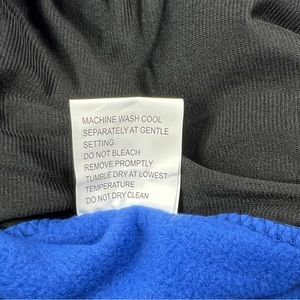 MACHINE WASH COOL
SEPARATELY AT GENTLE
SETTING
DO NOT BLEACH
REMOVE PROMPTLY
TUMBLE DRY AT LOWEST
TEMPERATURE
DO NOT DRY CLEAN